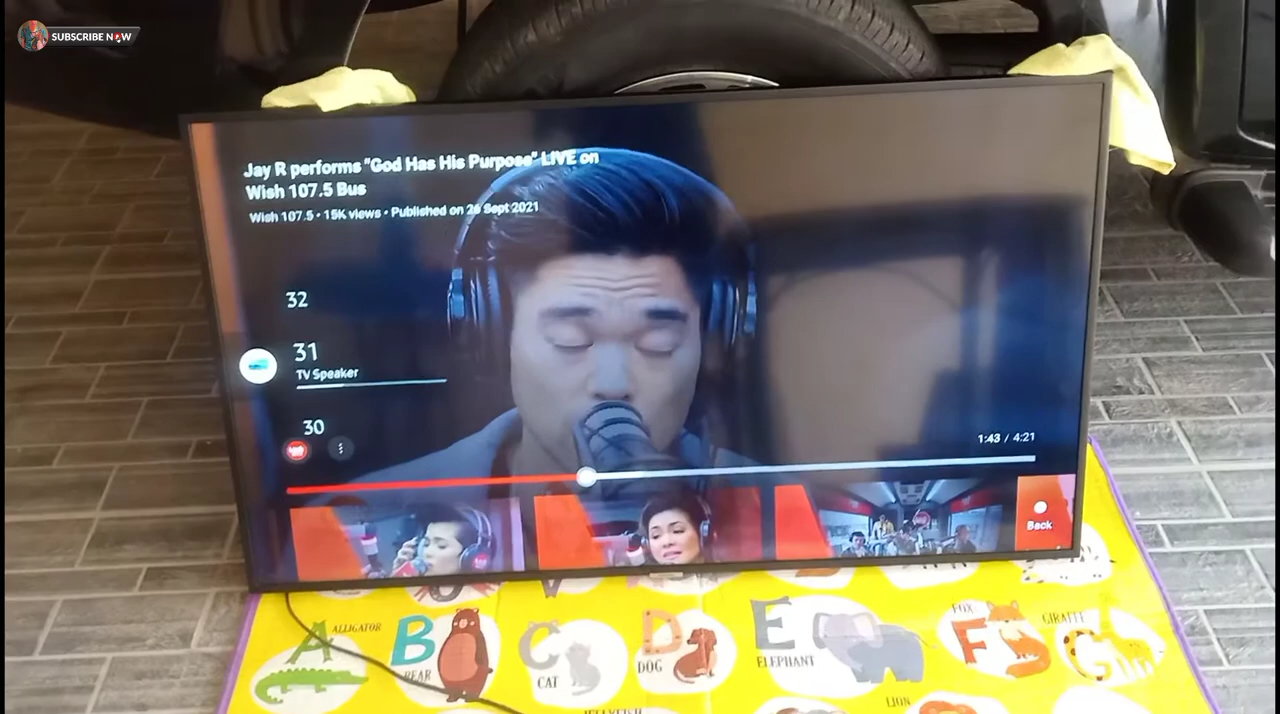 SUBSCRIBE NOW
Jay R performs "God Has His Purpose" LIVE on
Wish 107.5 Bus
Wish 107.5 • 15K views • Published on 26 Sept 2021
32
31
TV Speaker
30
1:43 / 4:21
Back
A ALLIGATOR
B BEAR
C CAT
D DOG
E ELEPHANT
FOX F
GIRAFFE G
JELLYFISH
LION